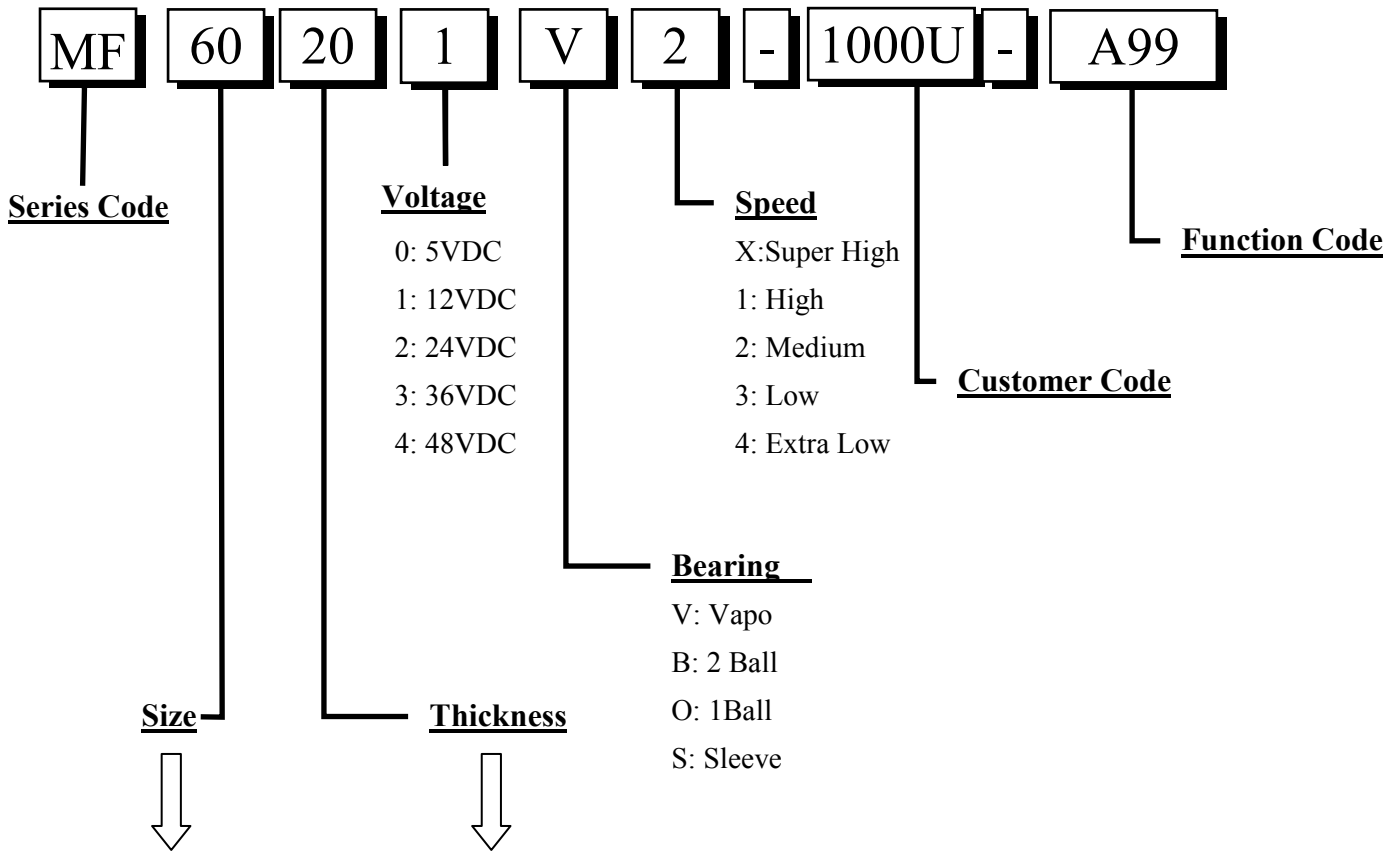 MF 60 20 1 V 2 - 1000U - A99
Series Code
Voltage
0: 5VDC
1: 12VDC
2: 24VDC
3: 36VDC
4: 48VDC
Speed
X:Super High
1: High
2: Medium
3: Low
4: Extra Low
Function Code
Customer Code
Bearing
V: Vapo
B: 2 Ball
O: 1Ball
S: Sleeve
Size
Thickness